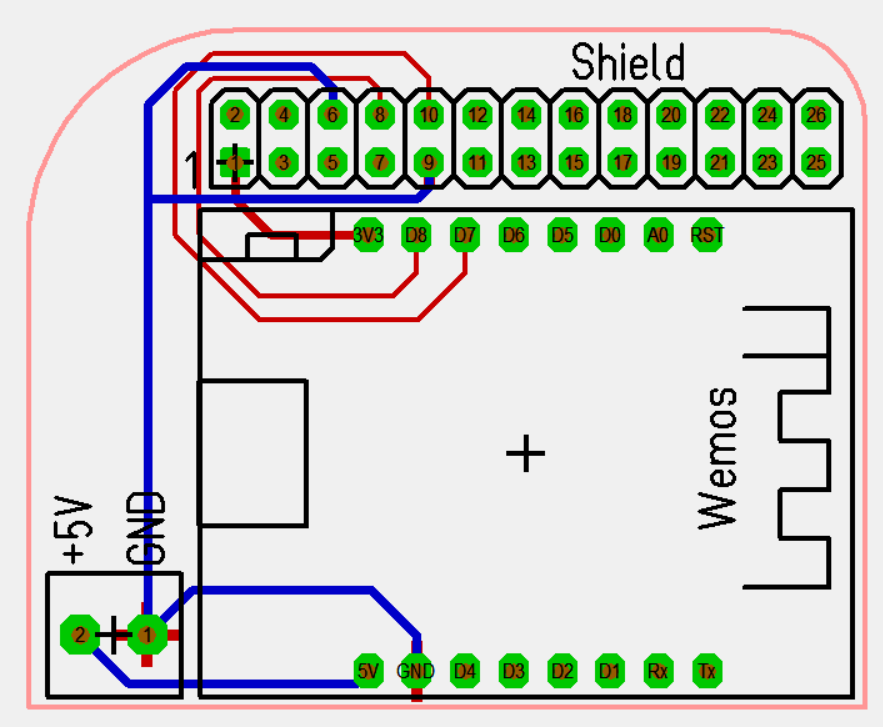 Shield
2 4 6 8 10 12 14 16 18 20 22 24 26
1
1 3 5 7 9 11 13 15 17 19 21 23 25
3V3 D8 D7 D6 D5 D0 A0 RST
Wemos
+5V
GND
2 1
5V GND D4 D3 D2 D1 Rx Tx